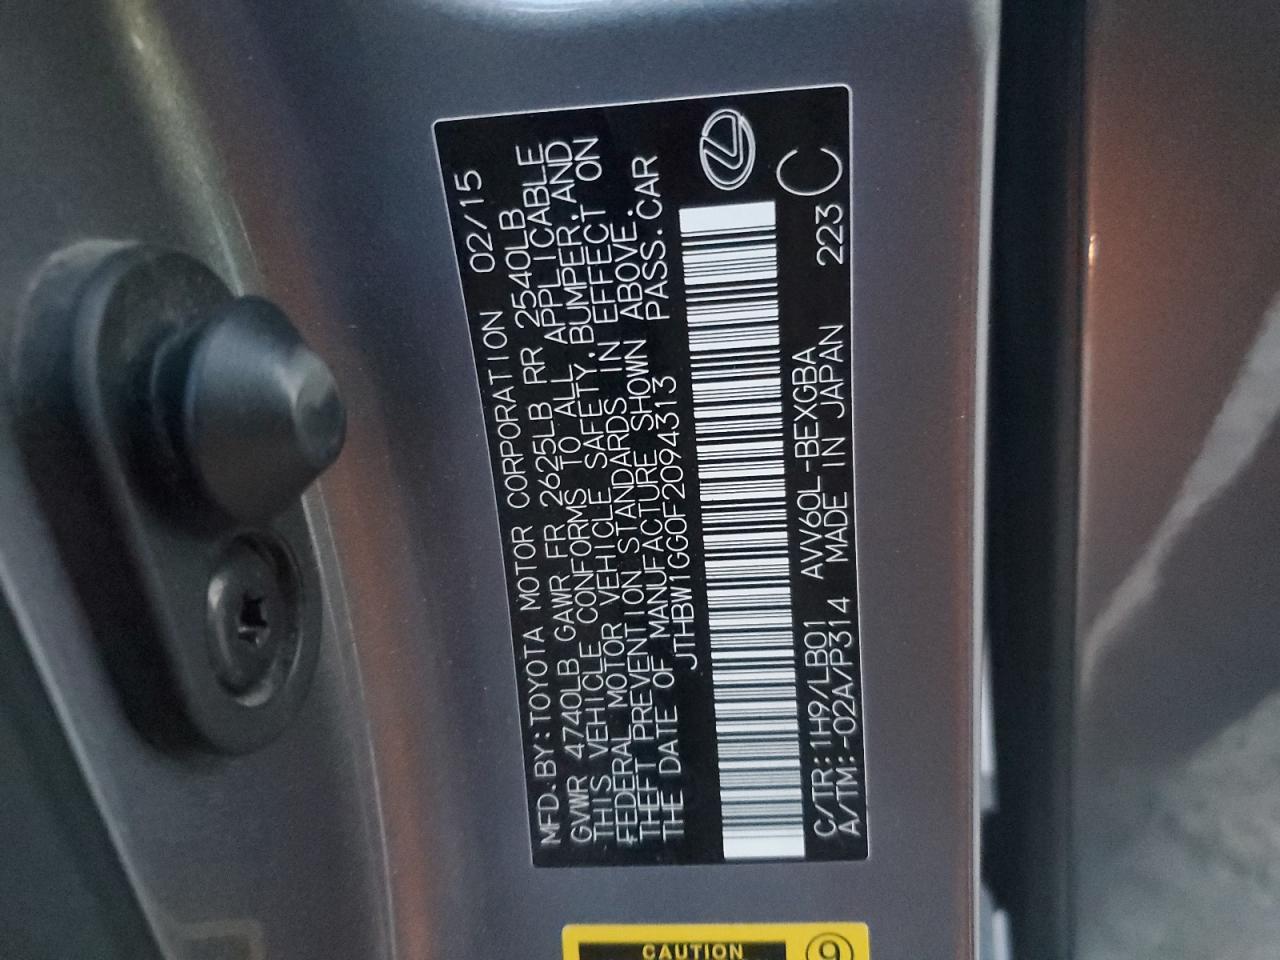 MFD. BY: TOYOTA MOTOR CORPORATION 02/15
GVWR 4740LB GAWR FR 2625LB RR 2540LB
THIS VEHICLE CONFORMS TO ALL APPLICABLE
FEDERAL MOTOR VEHICLE SAFETY, BUMPER, AND
THEFT PREVENTION STANDARDS IN EFFECT ON
THE DATE OF MANUFACTURE SHOWN ABOVE.
JTHBW1GG0F2094313 PASS. CAR
C/TR: 1H9/LB01 AVV60L-BEXGBA
A/TM: -02A/P314 MADE IN JAPAN 223 C
CAUTION 9